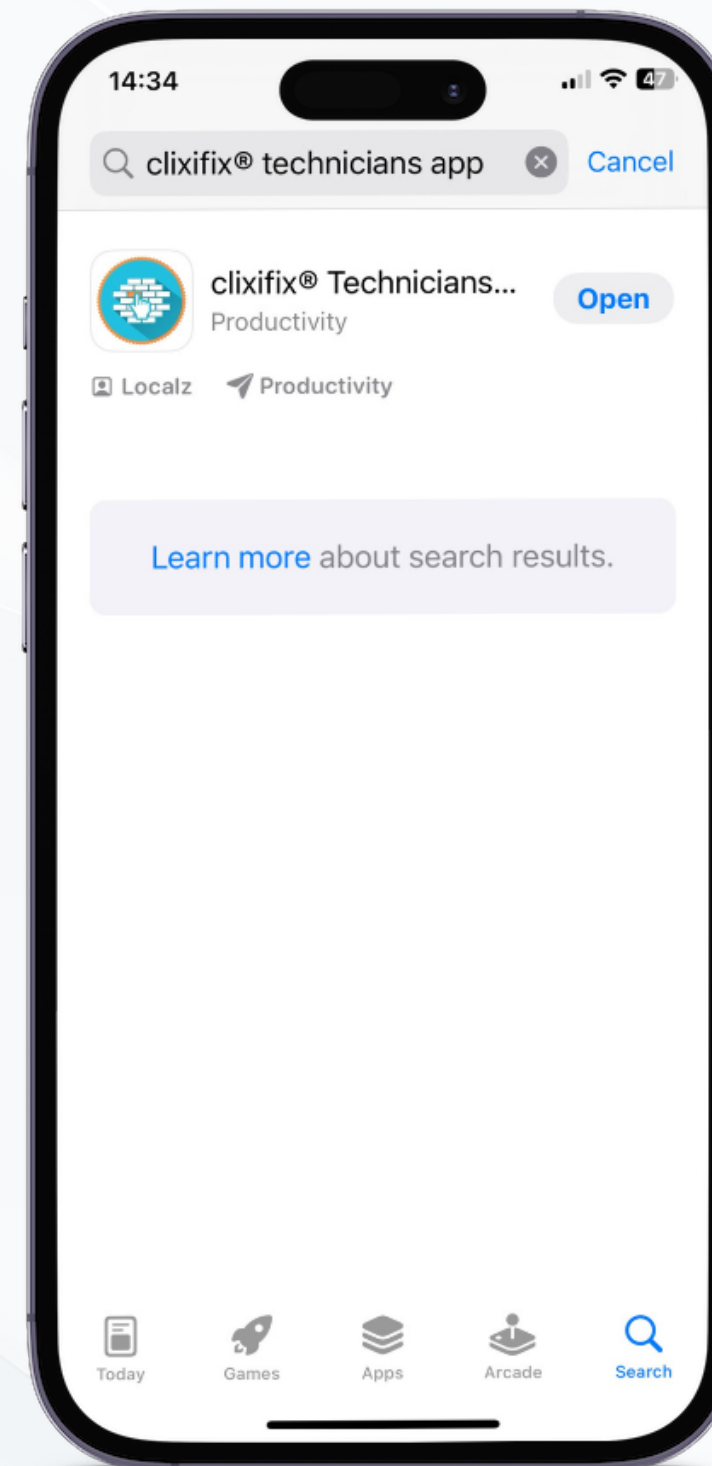 14:34
47
clixifix® technicians app
Cancel
clixifix® Technicians...
Open
Productivity
Localz
Productivity
Learn more about search results.
Today
Games
Apps
Arcade
Search